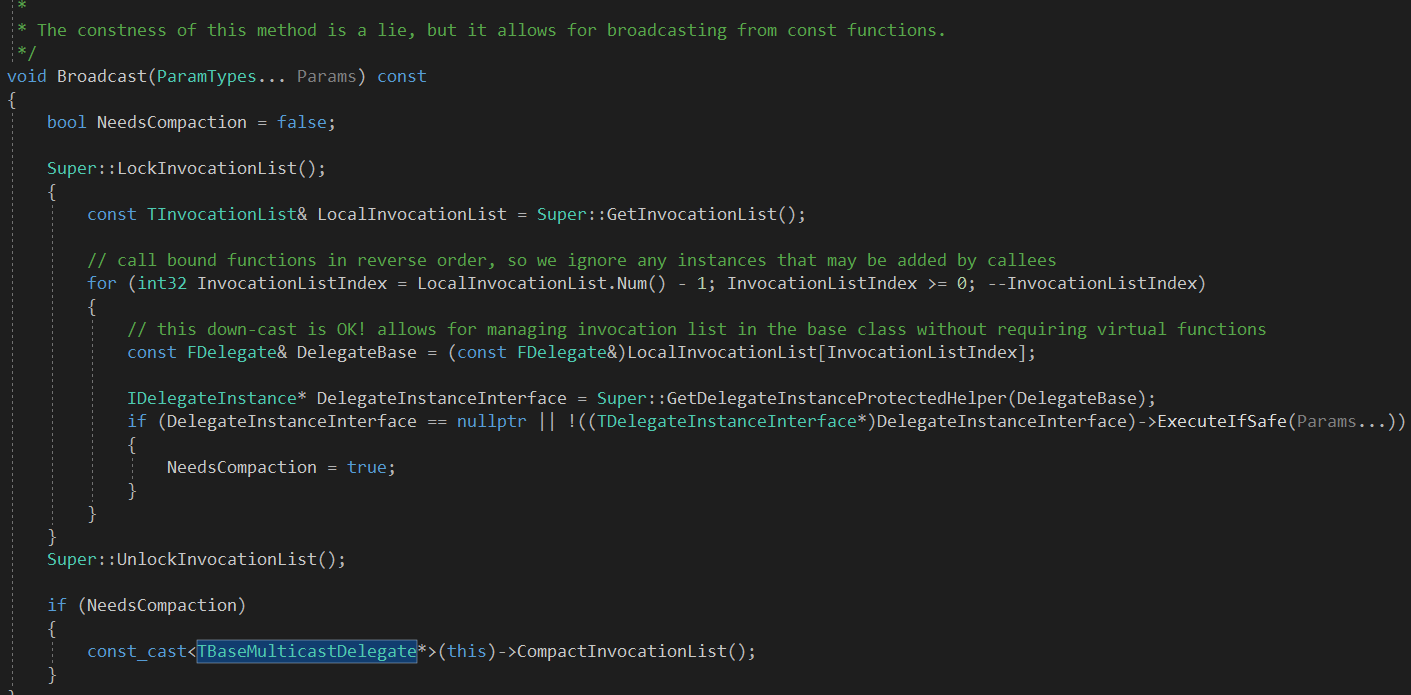 *
* The constness of this method is a lie, but it allows for broadcasting from const functions.
*/
void Broadcast(ParamTypes... Params) const
{
    bool NeedsCompaction = false;

    Super::LockInvocationList();
    {
        const TInvocationList& LocalInvocationList = Super::GetInvocationList();

        // call bound functions in reverse order, so we ignore any instances that may be added by callees
        for (int32 InvocationListIndex = LocalInvocationList.Num() - 1; InvocationListIndex >= 0; --InvocationListIndex)
        {
            // this down-cast is OK! allows for managing invocation list in the base class without requiring virtual functions
            const FDelegate& DelegateBase = (const FDelegate&)LocalInvocationList[InvocationListIndex];

            IDelegateInstance* DelegateInstanceInterface = Super::GetDelegateInstanceProtectedHelper(DelegateBase);
            if (DelegateInstanceInterface == nullptr || !((TDelegateInstanceInterface*)DelegateInstanceInterface)->ExecuteIfSafe(Params...))
            {
                NeedsCompaction = true;
            }
        }
    }
    Super::UnlockInvocationList();

    if (NeedsCompaction)
    {
        const_cast<TBaseMulticastDelegate*>(this)->CompactInvocationList();
    }